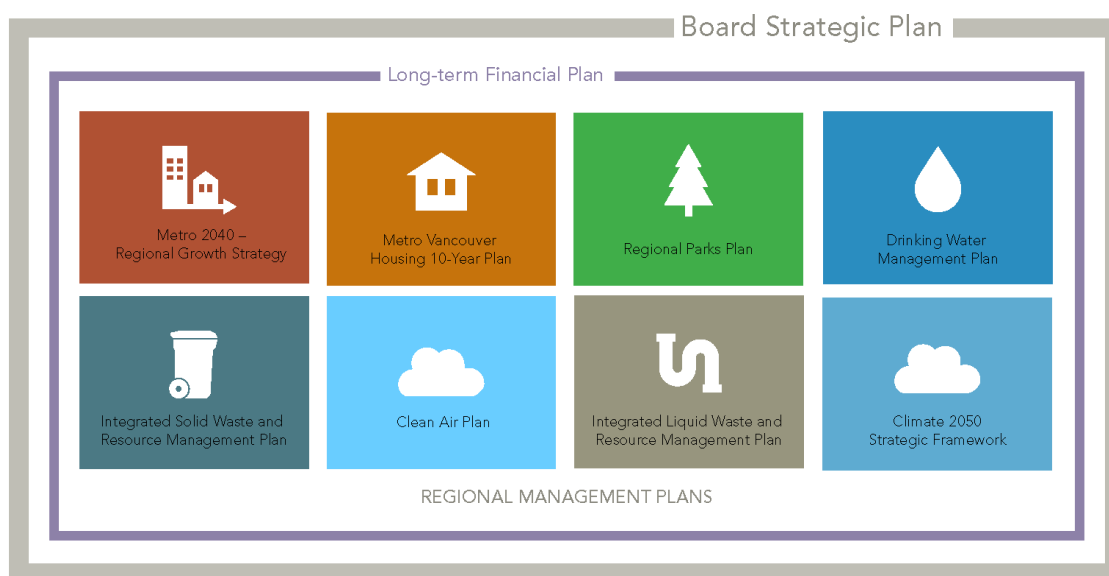 Board Strategic Plan
Long-term Financial Plan
Metro 2040 –
Regional Growth Strategy
Metro Vancouver
Housing 10-Year Plan
Regional Parks Plan
Drinking Water
Management Plan
Integrated Solid Waste and
Resource Management Plan
Clean Air Plan
Integrated Liquid Waste and
Resource Management Plan
Climate 2050
Strategic Framework
REGIONAL MANAGEMENT PLANS